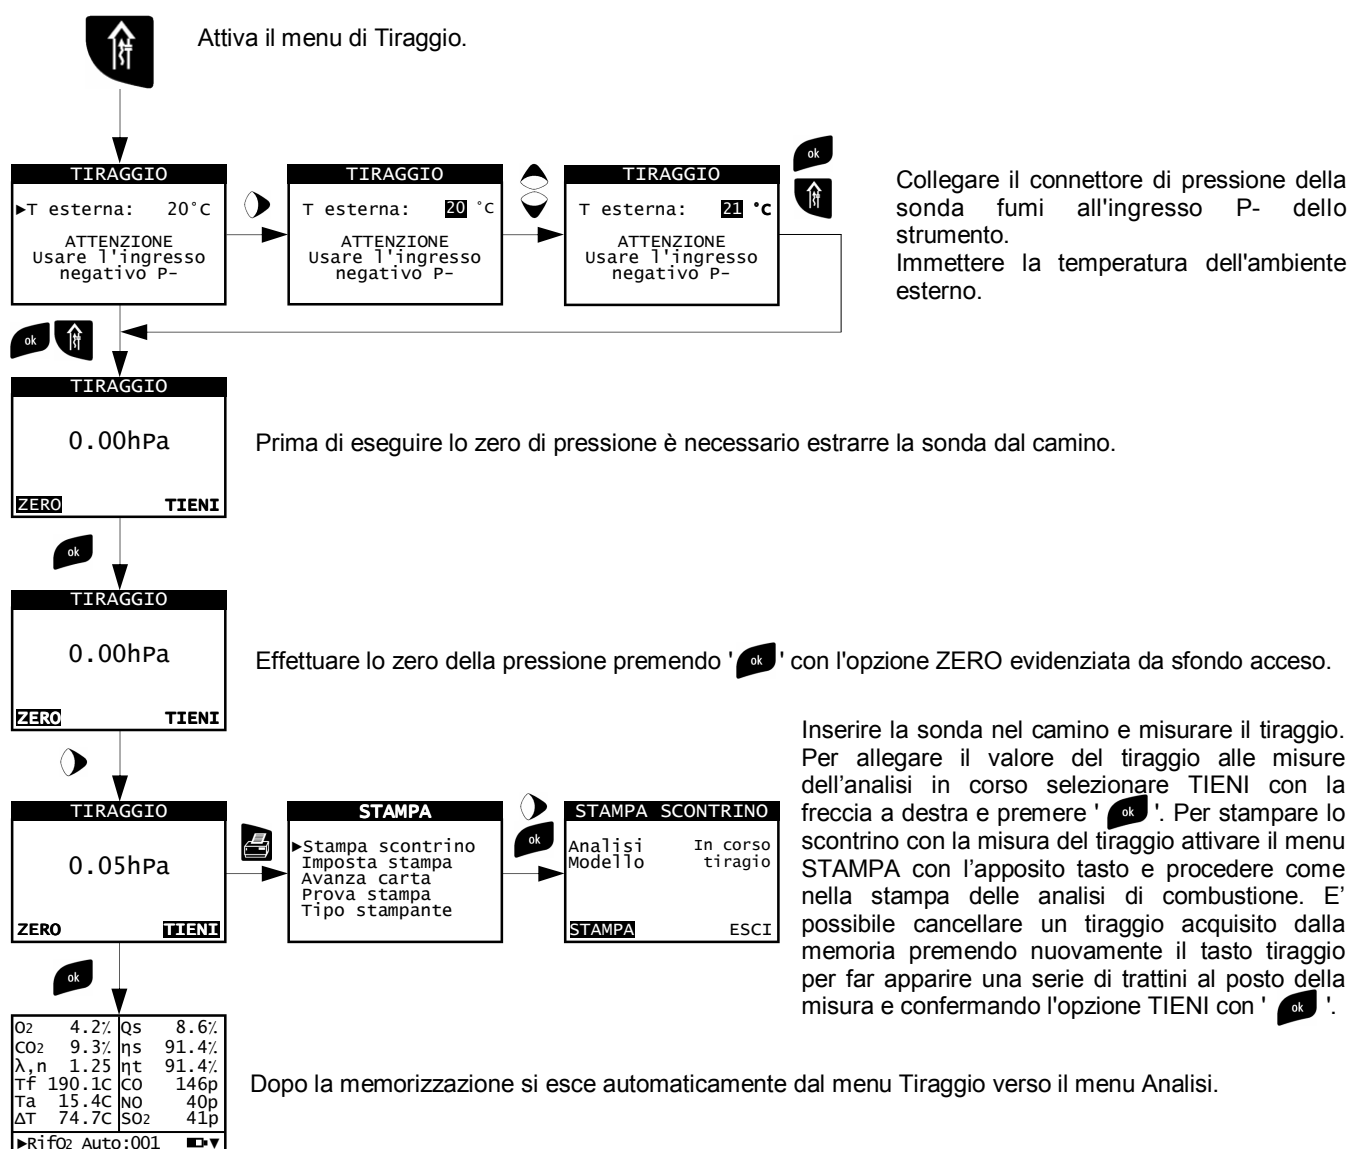 Attiva il menu di Tiraggio.
TIRAGGIO
►T esterna: 20°C
ATTENZIONE
Usare l'ingresso
negativo P-
TIRAGGIO
T esterna: 20 °C
ATTENZIONE
Usare l'ingresso
negativo P-
TIRAGGIO
T esterna: 21 °C
ATTENZIONE
Usare l'ingresso
negativo P-
ok
Collegare il connettore di pressione della
sonda fumi all'ingresso P- dello
strumento.
Immettere la temperatura dell'ambiente
esterno.
ok
TIRAGGIO
0.00hPa
ZERO TIENI
Prima di eseguire lo zero di pressione è necessario estrarre la sonda dal camino.
ok
TIRAGGIO
0.00hPa
ZERO TIENI
Effettuare lo zero della pressione premendo ' ok ' con l'opzione ZERO evidenziata da sfondo acceso.
TIRAGGIO
0.05hPa
ZERO TIENI
STAMPA
►Stampa scontrino
Imposta stampa
Avanza carta
Prova stampa
Tipo stampante
ok
STAMPA SCONTRINO
Analisi In corso
Modello tiragio
STAMPA ESCI
Inserire la sonda nel camino e misurare il tiraggio.
Per allegare il valore del tiraggio alle misure
dell’analisi in corso selezionare TIENI con la
freccia a destra e premere ' ok '. Per stampare lo
scontrino con la misura del tiraggio attivare il menu
STAMPA con l’apposito tasto e procedere come
nella stampa delle analisi di combustione. E’
possibile cancellare un tiraggio acquisito dalla
memoria premendo nuovamente il tasto tiraggio
per far apparire una serie di trattini al posto della
misura e confermando l'opzione TIENI con ' ok '.
ok
O2 4.2% Qs 8.6%
CO2 9.3% ηs 91.4%
λ,n 1.25 ηt 91.4%
Tf 190.1C CO 146p
Ta 15.4C NO 40p
ΔT 74.7C SO2 41p
►RifO2 Auto:001 ▼
Dopo la memorizzazione si esce automaticamente dal menu Tiraggio verso il menu Analisi.